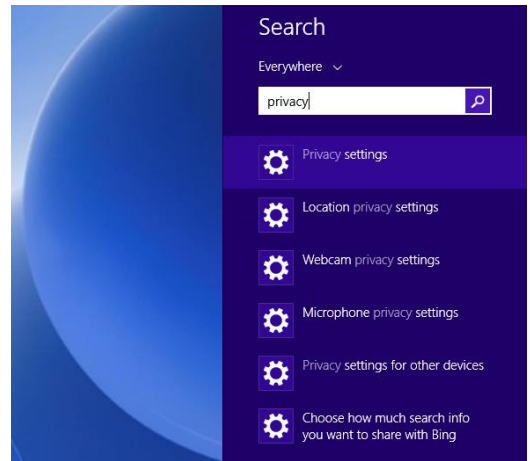 Search
Everywhere
privacy
Privacy settings
Location privacy settings
Webcam privacy settings
Microphone privacy settings
Privacy settings for other devices
Choose how much search info
you want to share with Bing